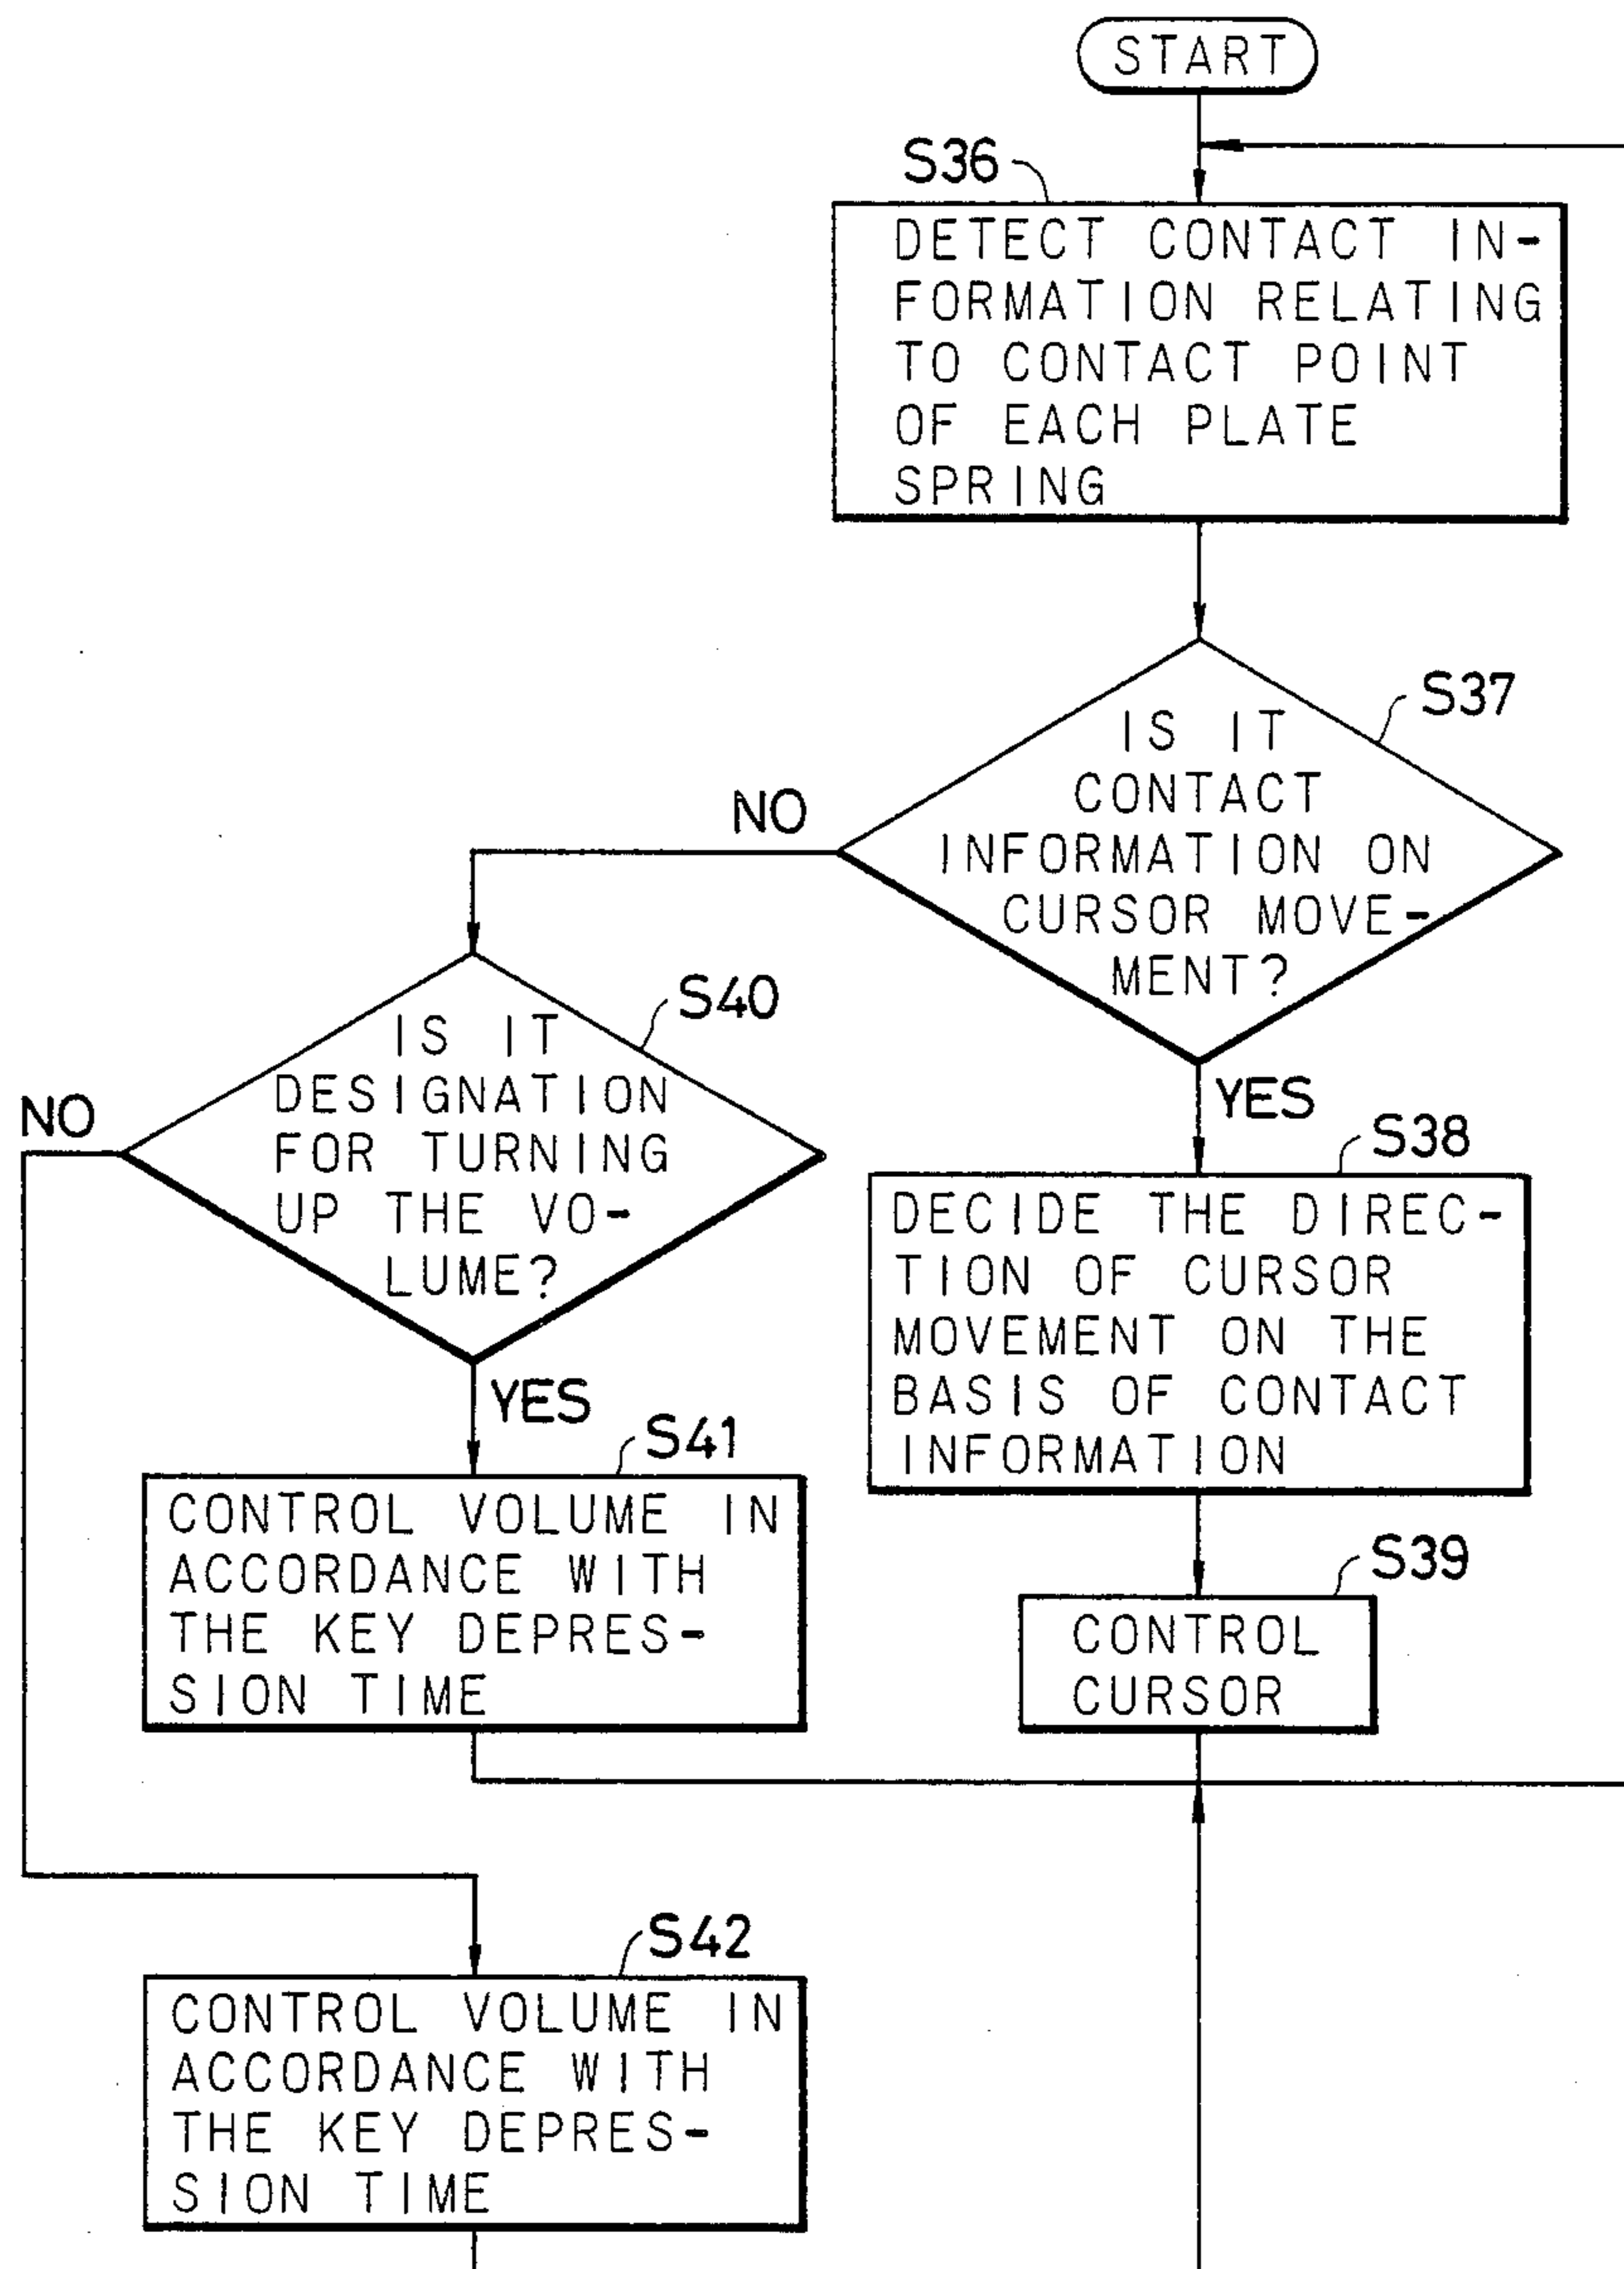 START
S36
DETECT CONTACT IN-
FORMATION RELATING
TO CONTACT POINT
OF EACH PLATE
SPRING
S37
IS IT
CONTACT
INFORMATION ON
CURSOR MOVE-
MENT?
NO
YES
S40
IS IT
DESIGNATION
FOR TURNING
UP THE VO-
LUME?
NO
YES
S38
DECIDE THE DIREC-
TION OF CURSOR
MOVEMENT ON THE
BASIS OF CONTACT
INFORMATION
S41
CONTROL VOLUME IN
ACCORDANCE WITH
THE KEY DEPRES-
SION TIME
S39
CONTROL
CURSOR
S42
CONTROL VOLUME IN
ACCORDANCE WITH
THE KEY DEPRES-
SION TIME